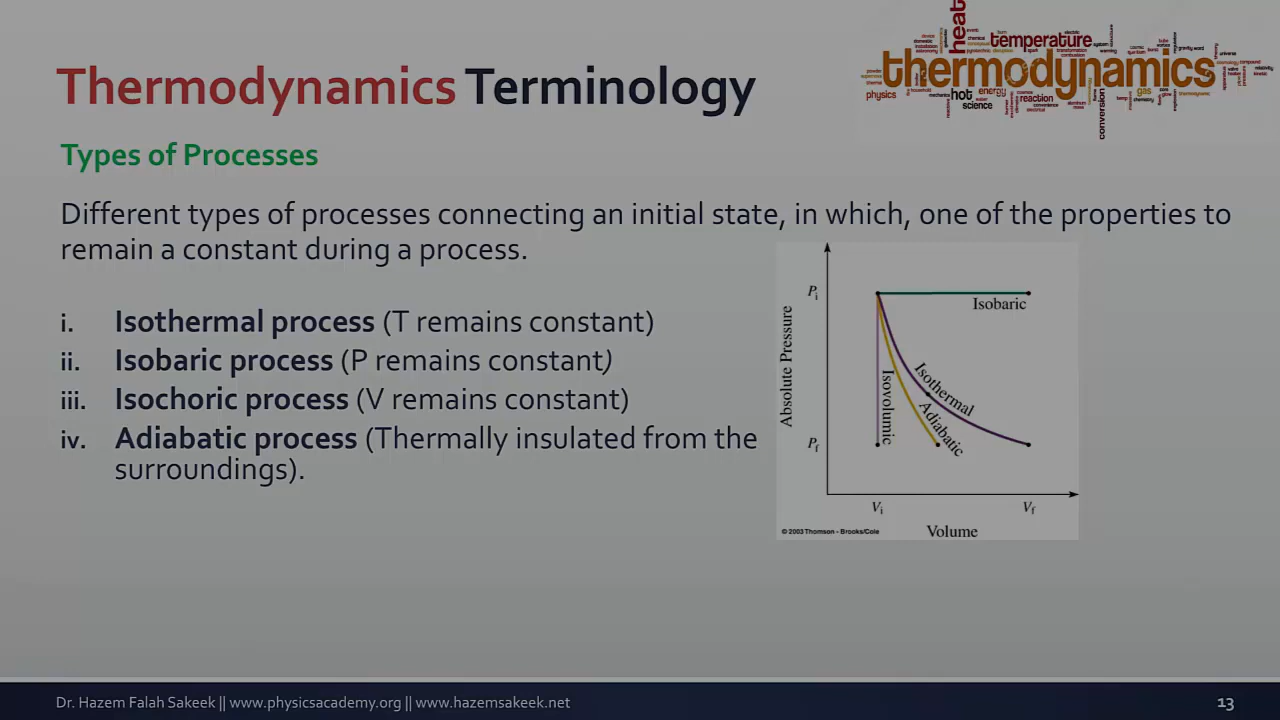 heat
temperature
thermodynamics
physics
hot
energy
science
reaction
gas
conversion
Thermodynamics Terminology
Types of Processes
Different types of processes connecting an initial state, in which, one of the properties to
remain a constant during a process.
i. Isothermal process (T remains constant)
ii. Isobaric process (P remains constant)
iii. Isochoric process (V remains constant)
iv. Adiabatic process (Thermally insulated from the
surroundings).
Absolute Pressure
Pi
Isobaric
Isovolumic
Isothermal
Adiabatic
Pf
Vi
Vf
© 2003 Thomson - Brooks/Cole
Volume
Dr. Hazem Falah Sakeek || www.physicsacademy.org || www.hazemsakeek.net
13